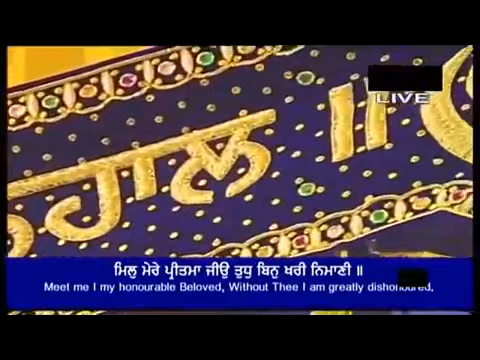 LIVE
ਹਾਲ ॥
ਮਿਲੁ ਮੇਰੇ ਪ੍ਰੀਤਮਾ ਜੀਉ ਤੁਧੁ ਬਿਨੁ ਖਰੀ ਨਿਮਾਣੀ ॥
Meet me I my honourable Beloved, Without Thee I am greatly dishonoured,